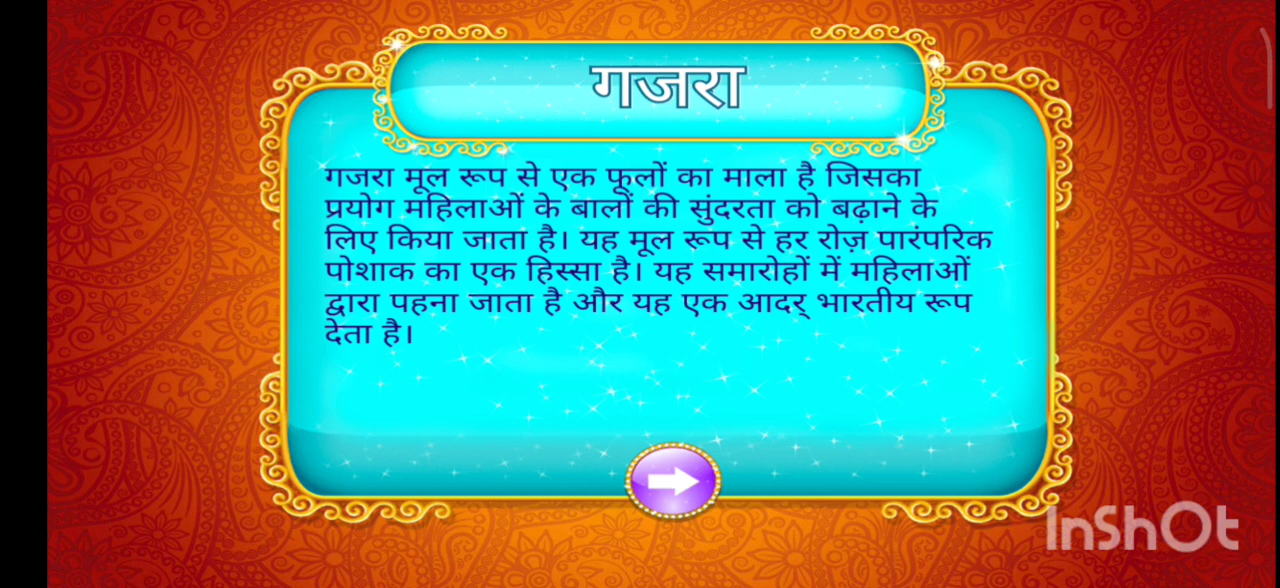 गजरा
गजरा मूल रूप से एक फूलों का माला है जिसका
प्रयोग महिलाओं के बालों की सुंदरता को बढ़ाने के
लिए किया जाता है। यह मूल रूप से हर रोज़ पारंपरिक
पोशाक का एक हिस्सा है। यह समारोहों में महिलाओं
द्वारा पहना जाता है और यह एक आदर् भारतीय रूप
देता है।
InShOt